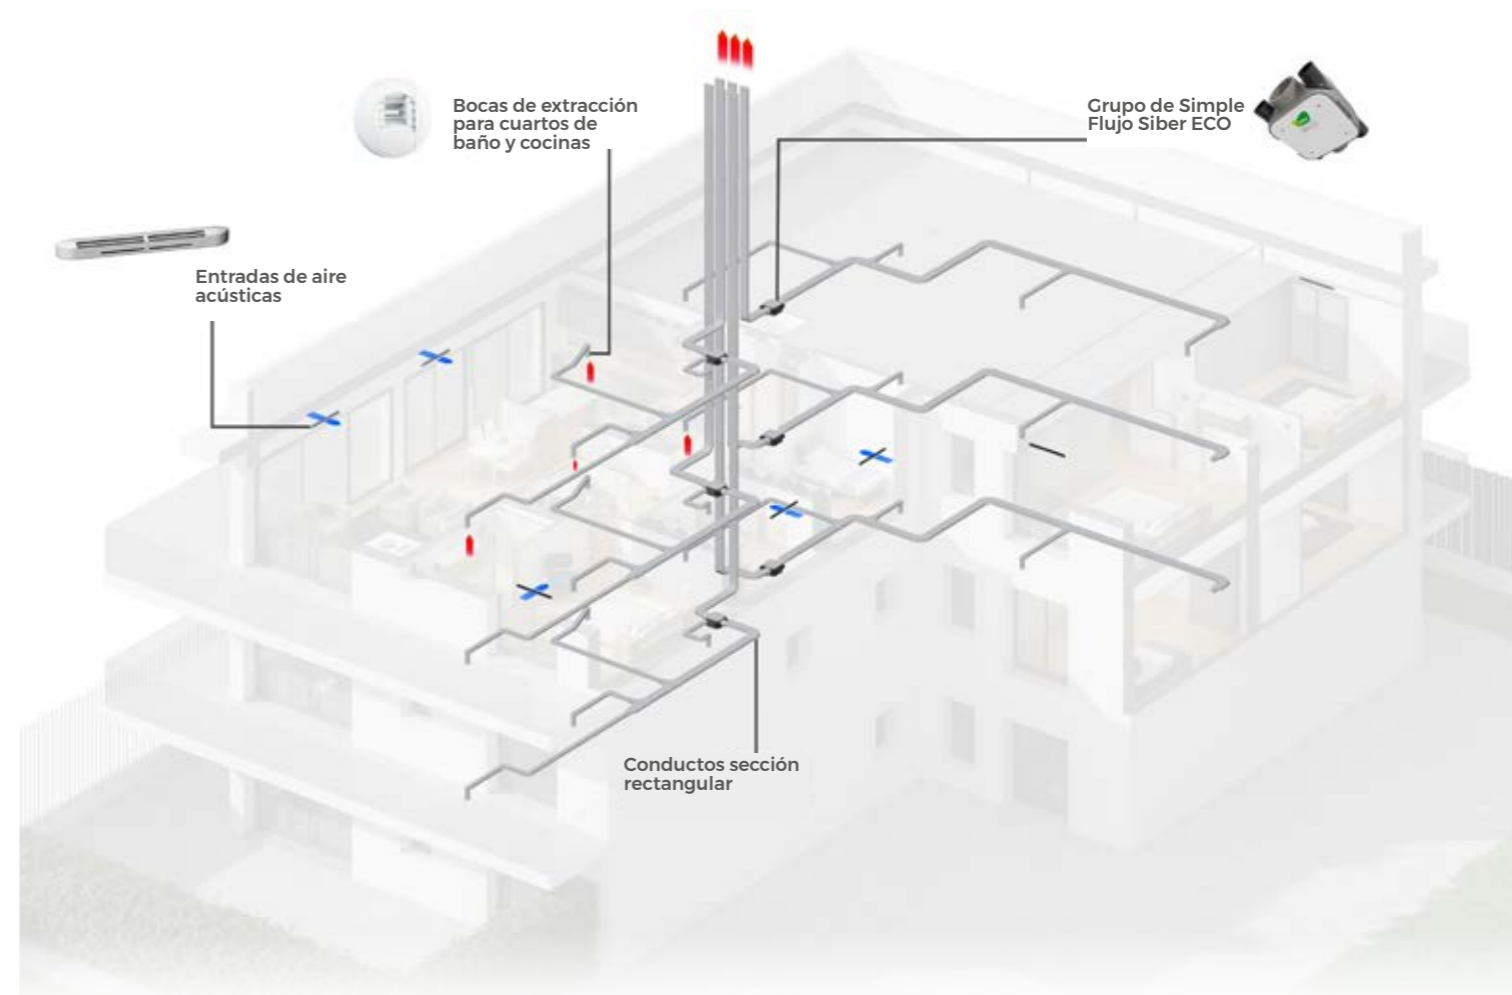 Bocas de extracción
para cuartos de
baño y cocinas
Grupo de Simple
Flujo Siber ECO
Entradas de aire
acústicas
Conductos sección
rectangular